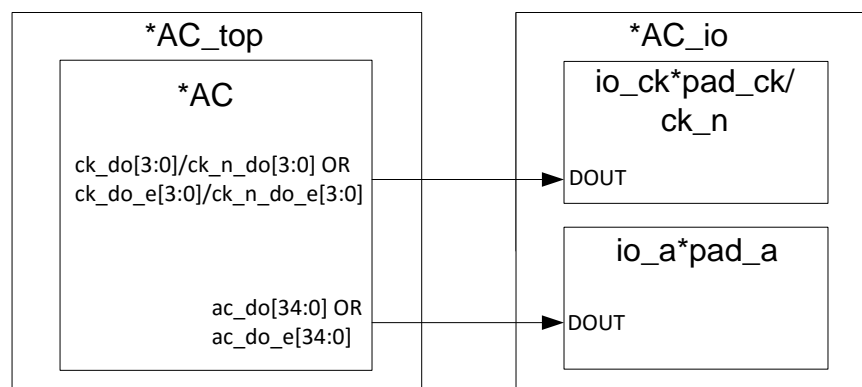 *AC_top
*AC
ck_do[3:0]/ck_n_do[3:0] OR
ck_do_e[3:0]/ck_n_do_e[3:0]
ac_do[34:0] OR
ac_do_e[34:0]
*AC_io
io_ck*pad_ck/
ck_n
DOUT
io_a*pad_a
DOUT